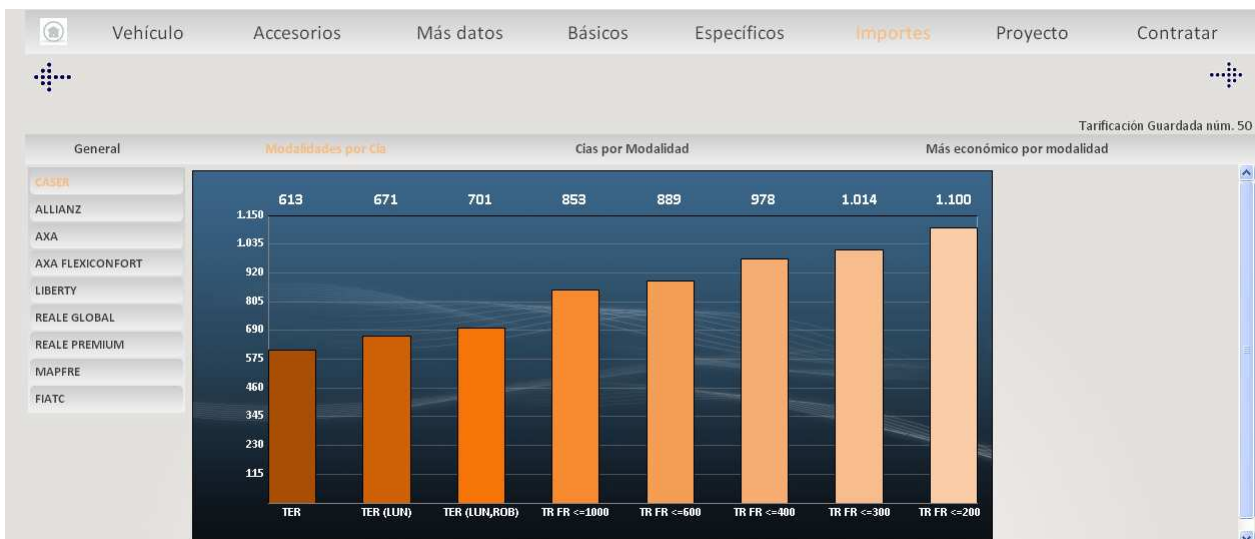 Vehículo Accesorios Más datos Básicos Específicos Importes Proyecto Contratar
Tarificación Guardada núm. 50
General Modalidades por Cía Cias por Modalidad Más económico por modalidad
CASER
ALLIANZ
AXA
AXA FLEXICONFORT
LIBERTY
REALE GLOBAL
REALE PREMIUM
MAPFRE
FIATC
613 671 701 853 889 978 1.014 1.100
1.150
1.035
920
805
690
575
460
345
230
115
TER TER (LUN) TER (LUN,ROB) TR FR <=1000 TR FR <=600 TR FR <=400 TR FR <=300 TR FR <=200